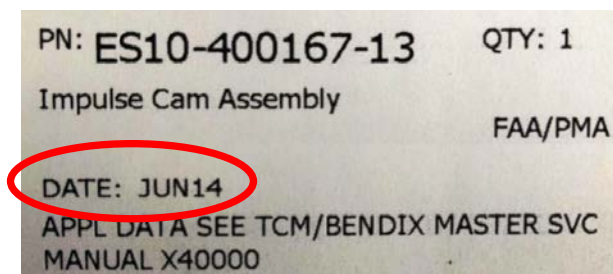 PN: ES10-400167-13 QTY: 1
Impulse Cam Assembly
FAA/PMA
DATE: JUN14
APPL DATA SEE TCM/BENDIX MASTER SVC
MANUAL X40000